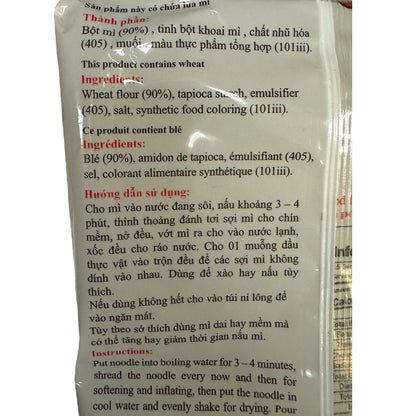 Sản phẩm này có chứa lúa mì
Thành phần:
Bột mì (90%), tinh bột khoai mì , chất nhũ hóa
(405) , muối , màu thực phẩm tổng hợp (101iii).
This product contains wheat
Ingredients:
Wheat flour (90%), tapioca starch, emulsifier
(405), salt, synthetic food coloring (101iii).
Ce produit contient blé
Ingrédients:
Blé (90%), amidon de tapioca, émulsifiant (405),
sel, colorant alimentaire synthétique (101iii).
Hướng dẫn sử dụng:
Cho mì vào nước đang sôi, nấu khoảng 3 – 4
phút, thỉnh thoảng đánh tơi sợi mì cho chín
mềm, nở đều, vớt mì ra cho vào nước lạnh,
xốc đều cho ráo nước. Cho 01 muỗng dầu
thực vật vào trộn đều để các sợi mì không
dính vào nhau. Dùng để xào hay nấu tùy
thích.
Nếu dùng không hết cho vào túi ni lông để
vào ngăn mát.
Tùy theo sở thích dùng mì dai hay mềm mà
có thể tăng hay giảm thời gian nấu mì.
Instructions:
Put noodle into boiling water for 3 – 4 minutes,
shread the noodle every now and then for
softening and inflating, then put the noodle in
cool water and evenly shake for drying. Pour